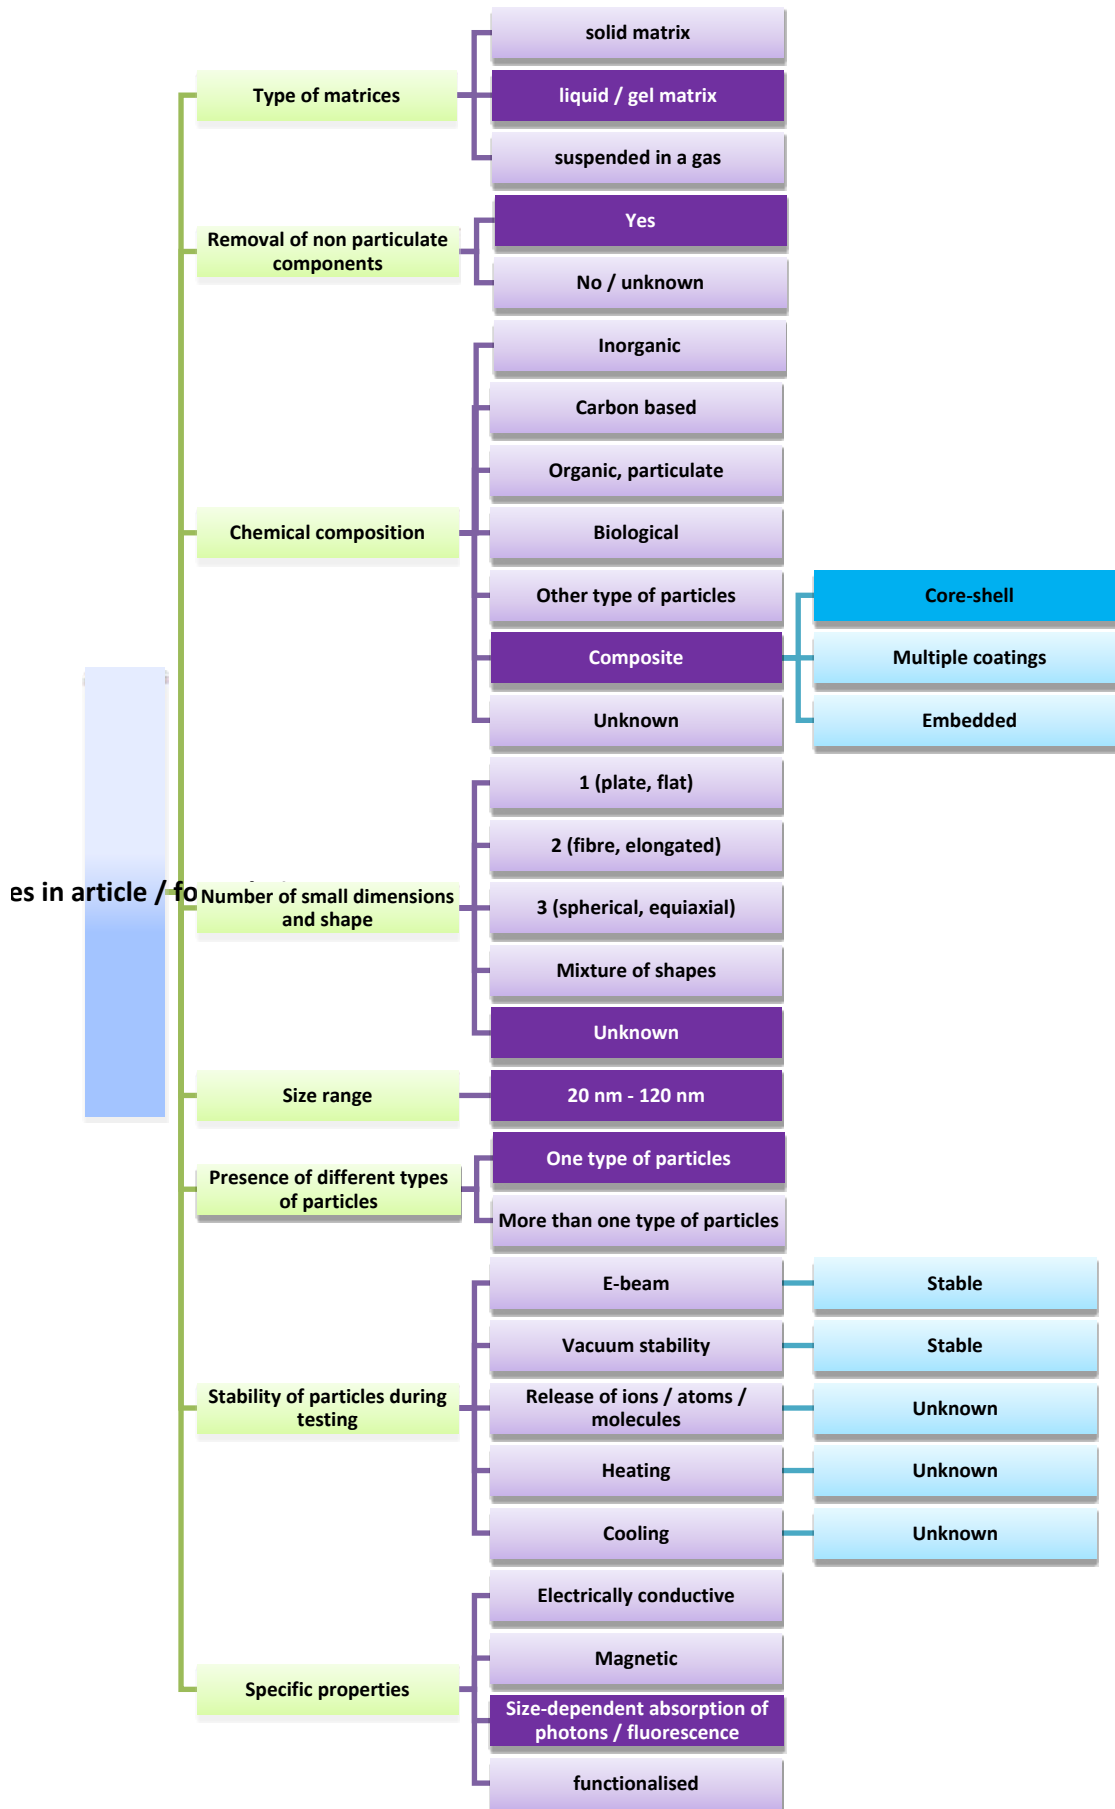 solid matrix
Type of matrices
liquid / gel matrix
suspended in a gas
Yes
Removal of non particulate
components
No / unknown
Inorganic
Carbon based
Organic, particulate
Chemical composition
Biological
Other type of particles
Core-shell
Composite
Multiple coatings
Unknown
Embedded
1 (plate, flat)
2 (fibre, elongated)
es in article / fo
Number of small dimensions
and shape
3 (spherical, equiaxial)
Mixture of shapes
Unknown
Size range
20 nm - 120 nm
Presence of different types
of particles
One type of particles
More than one type of particles
E-beam
Stable
Vacuum stability
Stable
Stability of particles during
testing
Release of ions / atoms /
molecules
Unknown
Heating
Unknown
Cooling
Unknown
Electrically conductive
Magnetic
Specific properties
Size-dependent absorption of
photons / fluorescence
functionalised